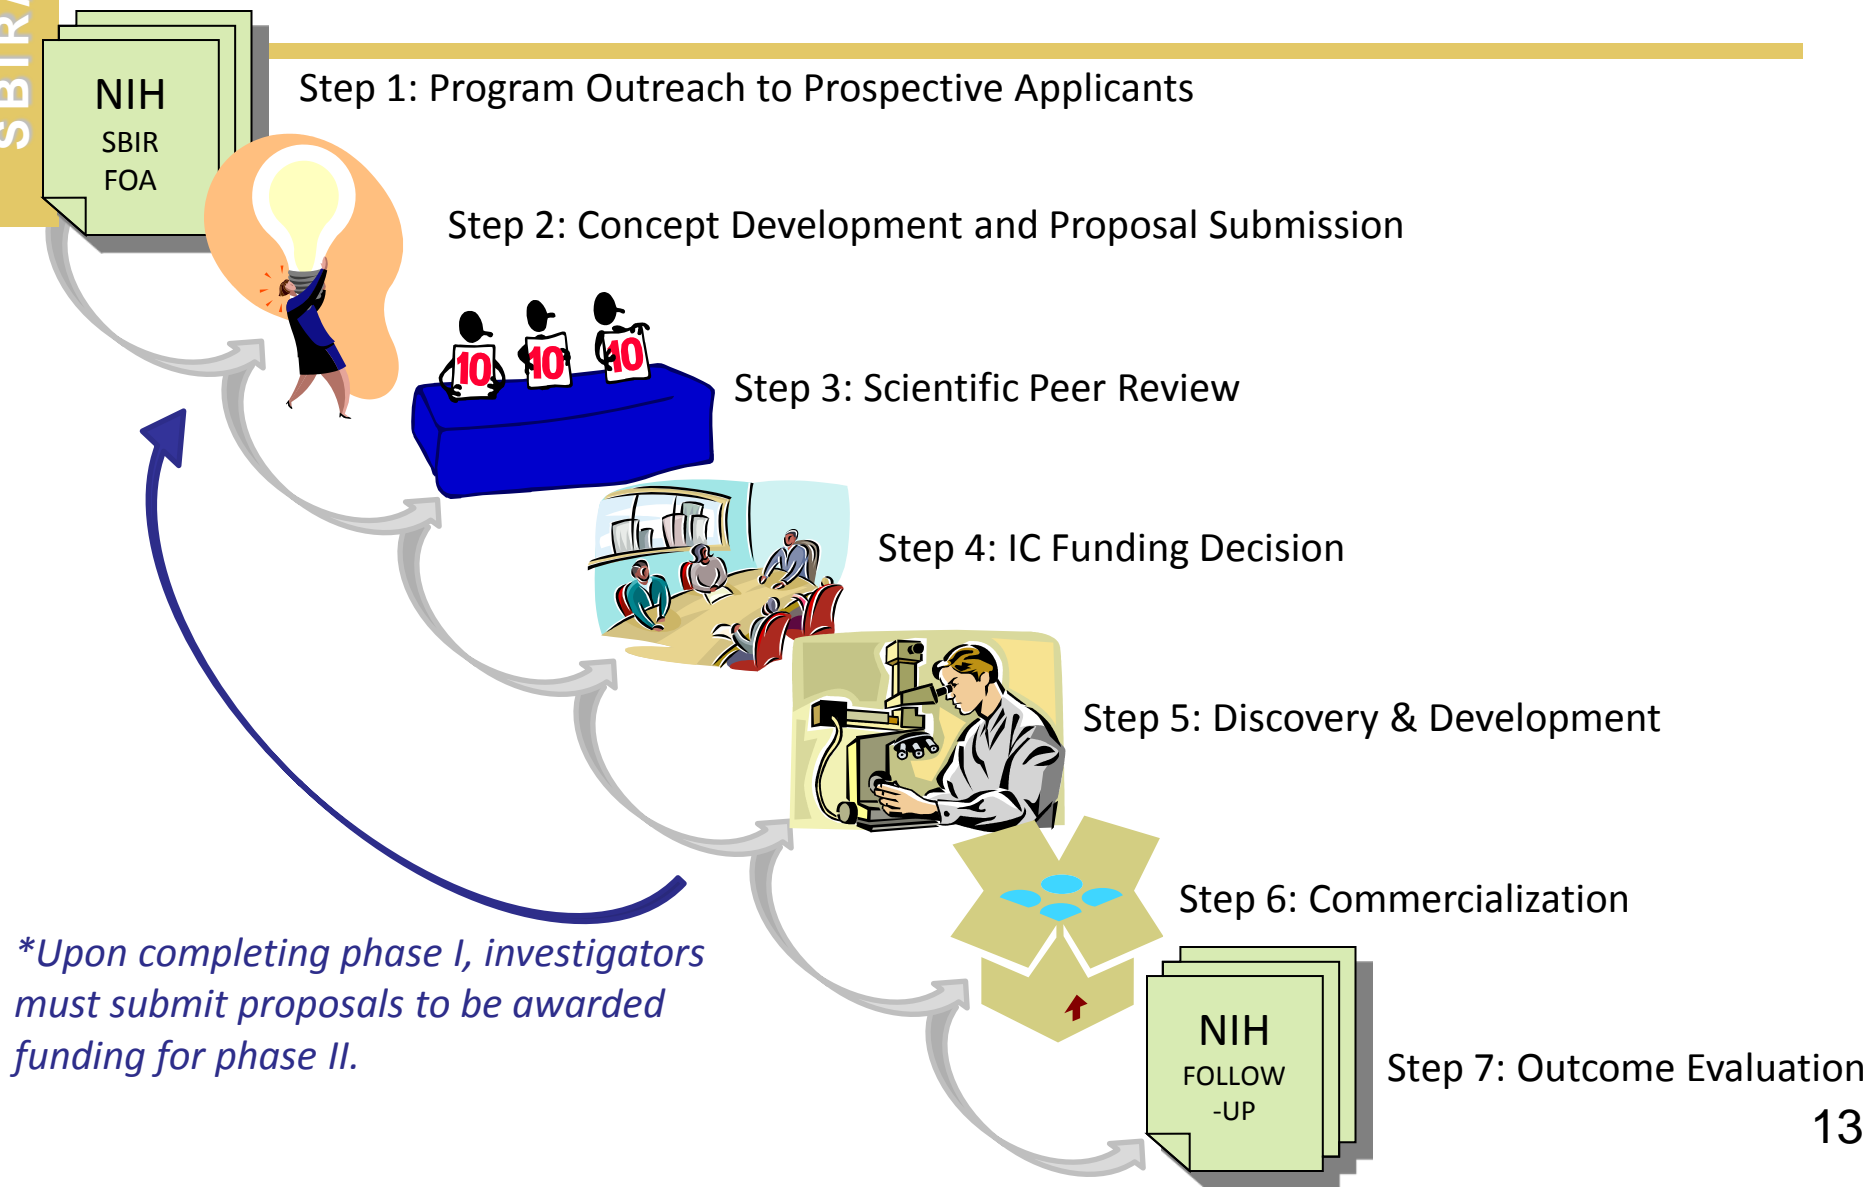 NIH
SBIR
FOA
Step 1: Program Outreach to Prospective Applicants
Step 2: Concept Development and Proposal Submission
10 10 10
Step 3: Scientific Peer Review
Step 4: IC Funding Decision
Step 5: Discovery & Development
Step 6: Commercialization
*Upon completing phase I, investigators
must submit proposals to be awarded
funding for phase II.
NIH
FOLLOW
-UP
Step 7: Outcome Evaluation
13